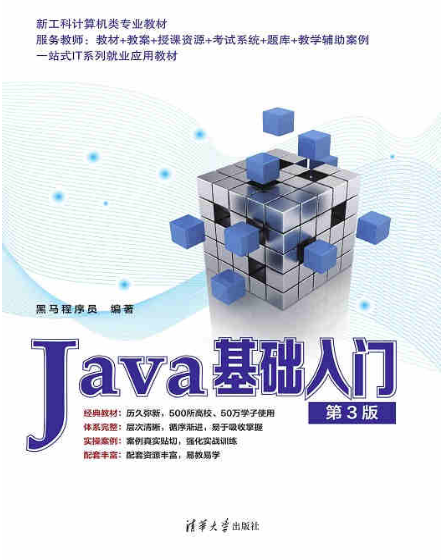 新工科计算机类专业教材
服务教师：教材+教案+授课资源+考试系统+题库+教学辅助案例
一站式IT系列就业应用教材
黑马程序员 编著
Java基础入门
第3版
经典教材：历久弥新，500所高校、50万学子使用
体系完整：层次清晰，循序渐进，易于吸收掌握
实操案例：案例真实贴切，强化实战训练
配套丰富：配套资源丰富，易教易学
清华大学出版社